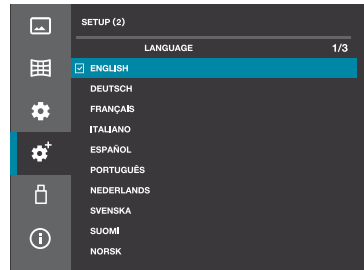 SETUP (2)
LANGUAGE 1/3
ENGLISH
DEUTSCH
FRANÇAIS
ITALIANO
ESPAÑOL
PORTUGUÊS
NEDERLANDS
SVENSKA
SUOMI
NORSK